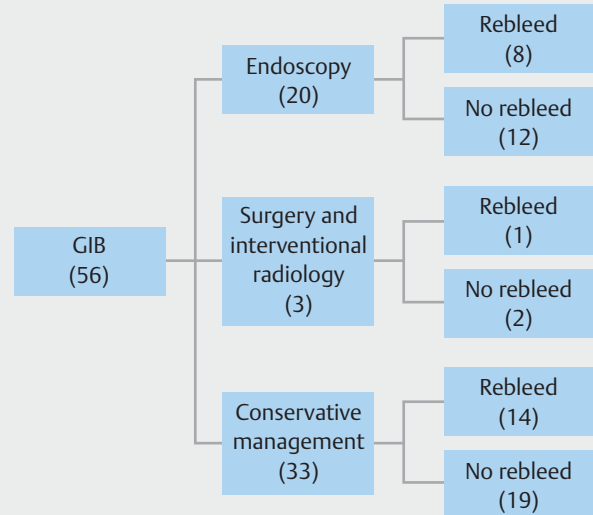 GIB
(56)
Endoscopy
(20)
Rebleed
(8)
No rebleed
(12)
Surgery and
interventional
radiology
(3)
Rebleed
(1)
No rebleed
(2)
Conservative
management
(33)
Rebleed
(14)
No rebleed
(19)